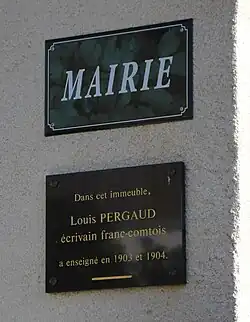 MAIRIE
Dans cet immeuble,
Louis PERGAUD
écrivain franc-comtois
a enseigné en 1903 et 1904.